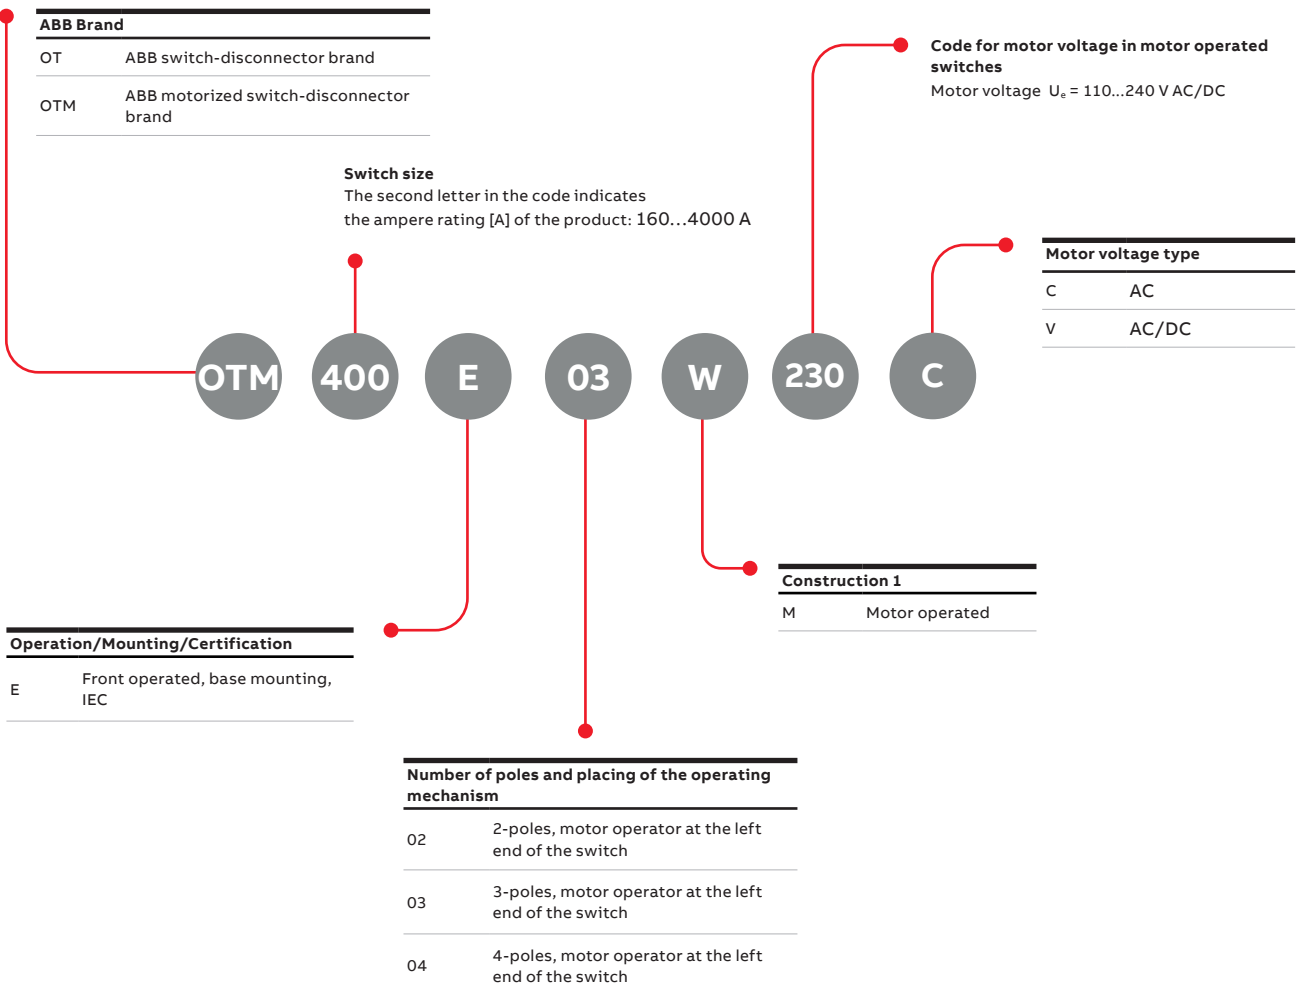 ABB Brand
OT ABB switch-disconnector brand
OTM ABB motorized switch-disconnector
brand
Code for motor voltage in motor operated
switches
Motor voltage Uₑ = 110...240 V AC/DC
Switch size
The second letter in the code indicates
the ampere rating [A] of the product: 160...4000 A
Motor voltage type
C AC
V AC/DC
OTM 400 E 03 W 230 C
Construction 1
M Motor operated
Operation/Mounting/Certification
E Front operated, base mounting,
IEC
Number of poles and placing of the operating
mechanism
02 2-poles, motor operator at the left
end of the switch
03 3-poles, motor operator at the left
end of the switch
04 4-poles, motor operator at the left
end of the switch